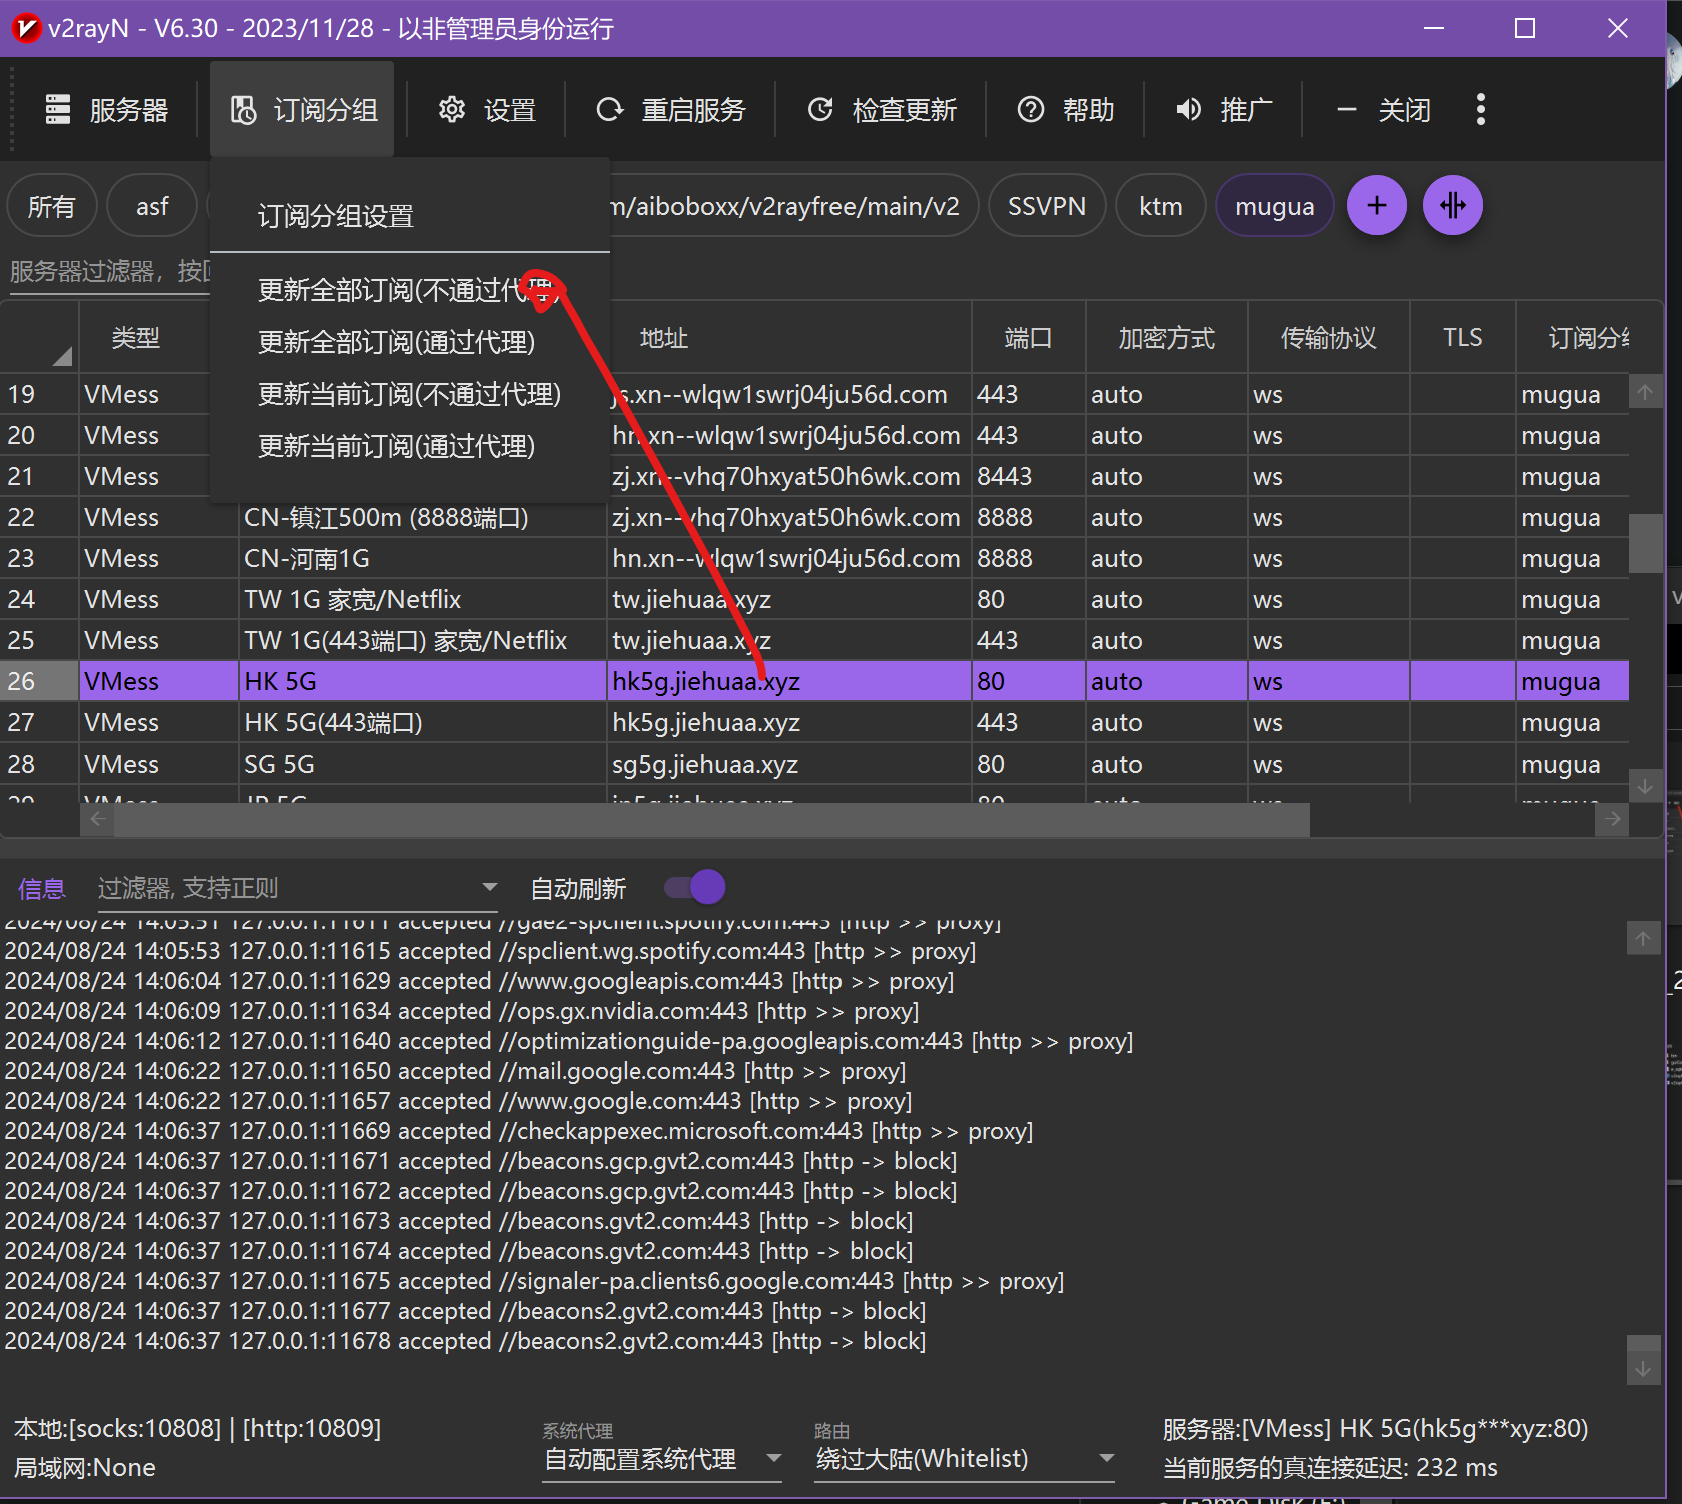 v2rayN - V6.30 - 2023/11/28 - 以非管理员身份运行
服务器 订阅分组 设置 重启服务 检查更新 帮助 推广 关闭
所有 asf m/aiboboxx/v2rayfree/main/v2 SSVPN ktm mugua
订阅分组设置
更新全部订阅(不通过代理)
更新全部订阅(通过代理)
更新当前订阅(不通过代理)
更新当前订阅(通过代理)
服务器过滤器，按
类型 地址 端口 加密方式 传输协议 TLS 订阅分
19 VMess js.xn--wlqw1swrj04ju56d.com 443 auto ws mugua
20 VMess hn.xn--wlqw1swrj04ju56d.com 443 auto ws mugua
21 VMess zj.xn--vhq70hxyat50h6wk.com 8443 auto ws mugua
22 VMess CN-镇江500m (8888端口) zj.xn--vhq70hxyat50h6wk.com 8888 auto ws mugua
23 VMess CN-河南1G hn.xn--wlqw1swrj04ju56d.com 8888 auto ws mugua
24 VMess TW 1G 家宽/Netflix tw.jiehuaa.xyz 80 auto ws mugua
25 VMess TW 1G(443端口) 家宽/Netflix tw.jiehuaa.xyz 443 auto ws mugua
26 VMess HK 5G hk5g.jiehuaa.xyz 80 auto ws mugua
27 VMess HK 5G(443端口) hk5g.jiehuaa.xyz 443 auto ws mugua
28 VMess SG 5G sg5g.jiehuaa.xyz 80 auto ws mugua
信息 过滤器, 支持正则 自动刷新
2024/08/24 14:05:51 127.0.0.1:11611 accepted //gae2-spclient.spotify.com:443 [http >> proxy]
2024/08/24 14:05:53 127.0.0.1:11615 accepted //spclient.wg.spotify.com:443 [http >> proxy]
2024/08/24 14:06:04 127.0.0.1:11629 accepted //www.googleapis.com:443 [http >> proxy]
2024/08/24 14:06:09 127.0.0.1:11634 accepted //ops.gx.nvidia.com:443 [http >> proxy]
2024/08/24 14:06:12 127.0.0.1:11640 accepted //optimizationguide-pa.googleapis.com:443 [http >> proxy]
2024/08/24 14:06:22 127.0.0.1:11650 accepted //mail.google.com:443 [http >> proxy]
2024/08/24 14:06:22 127.0.0.1:11657 accepted //www.google.com:443 [http >> proxy]
2024/08/24 14:06:37 127.0.0.1:11669 accepted //checkappexec.microsoft.com:443 [http >> proxy]
2024/08/24 14:06:37 127.0.0.1:11671 accepted //beacons.gcp.gvt2.com:443 [http -> block]
2024/08/24 14:06:37 127.0.0.1:11672 accepted //beacons.gcp.gvt2.com:443 [http -> block]
2024/08/24 14:06:37 127.0.0.1:11673 accepted //beacons.gvt2.com:443 [http -> block]
2024/08/24 14:06:37 127.0.0.1:11674 accepted //beacons.gvt2.com:443 [http -> block]
2024/08/24 14:06:37 127.0.0.1:11675 accepted //signaler-pa.clients6.google.com:443 [http >> proxy]
2024/08/24 14:06:37 127.0.0.1:11677 accepted //beacons2.gvt2.com:443 [http -> block]
2024/08/24 14:06:37 127.0.0.1:11678 accepted //beacons2.gvt2.com:443 [http -> block]
本地:[socks:10808] | [http:10809]
局域网:None
系统代理
自动配置系统代理
路由
绕过大陆(Whitelist)
服务器:[VMess] HK 5G(hk5g***xyz:80)
当前服务的真连接延迟: 232 ms